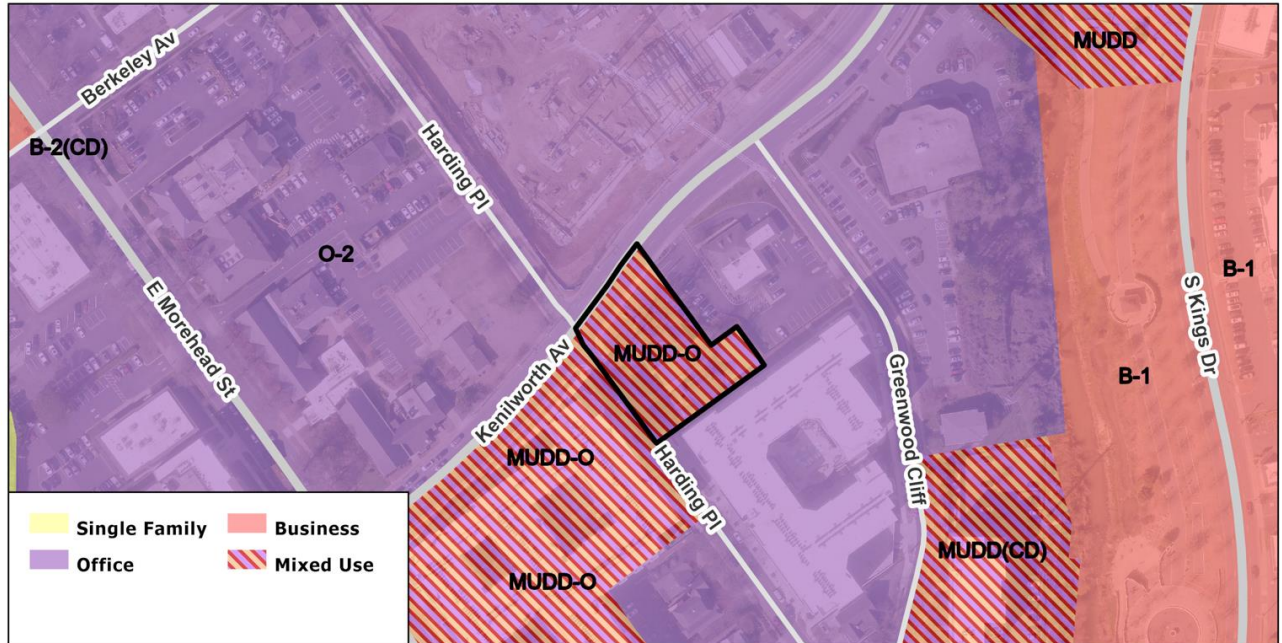 MUDD
Berkeley Av
B-2(CD)
Harding Pl
O-2
B-1
S Kings Dr
E Morehead St
MUDD-O
Kenilworth Av
Greenwood Cliff
B-1
MUDD-O
Harding Pl
MUDD(CD)
MUDD-O
Single Family
Business
Office
Mixed Use